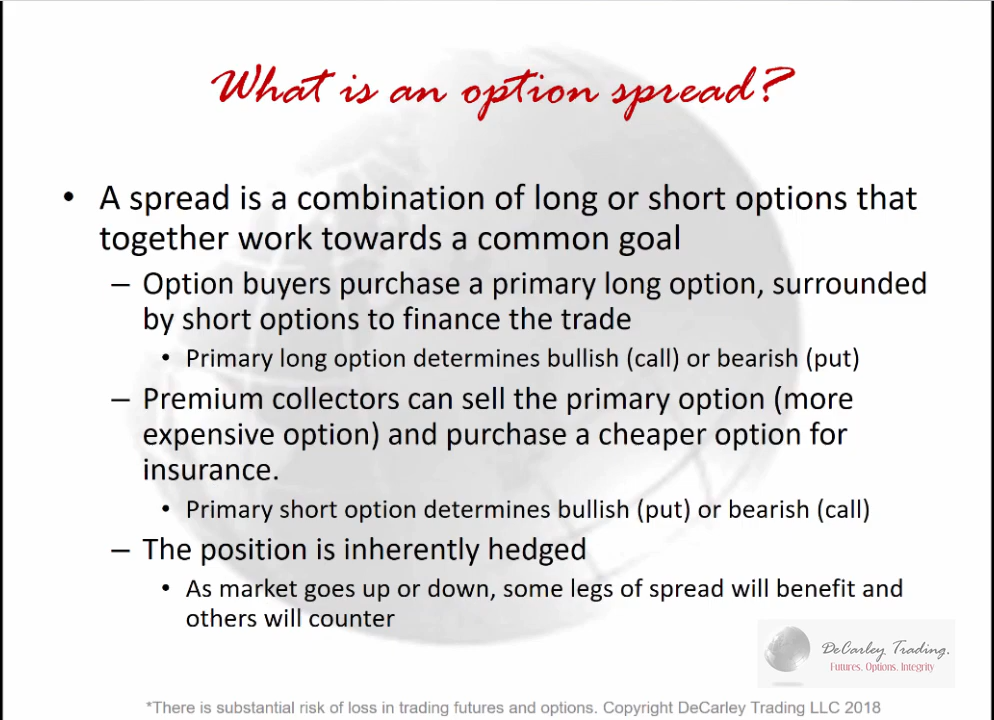 What is an option spread?
• A spread is a combination of long or short options that
together work towards a common goal
– Option buyers purchase a primary long option, surrounded
by short options to finance the trade
• Primary long option determines bullish (call) or bearish (put)
– Premium collectors can sell the primary option (more
expensive option) and purchase a cheaper option for
insurance.
• Primary short option determines bullish (put) or bearish (call)
– The position is inherently hedged
• As market goes up or down, some legs of spread will benefit and
others will counter
DeCarley Trading.
Futures, Options, Integrity
*There is substantial risk of loss in trading futures and options. Copyright DeCarley Trading LLC 2018